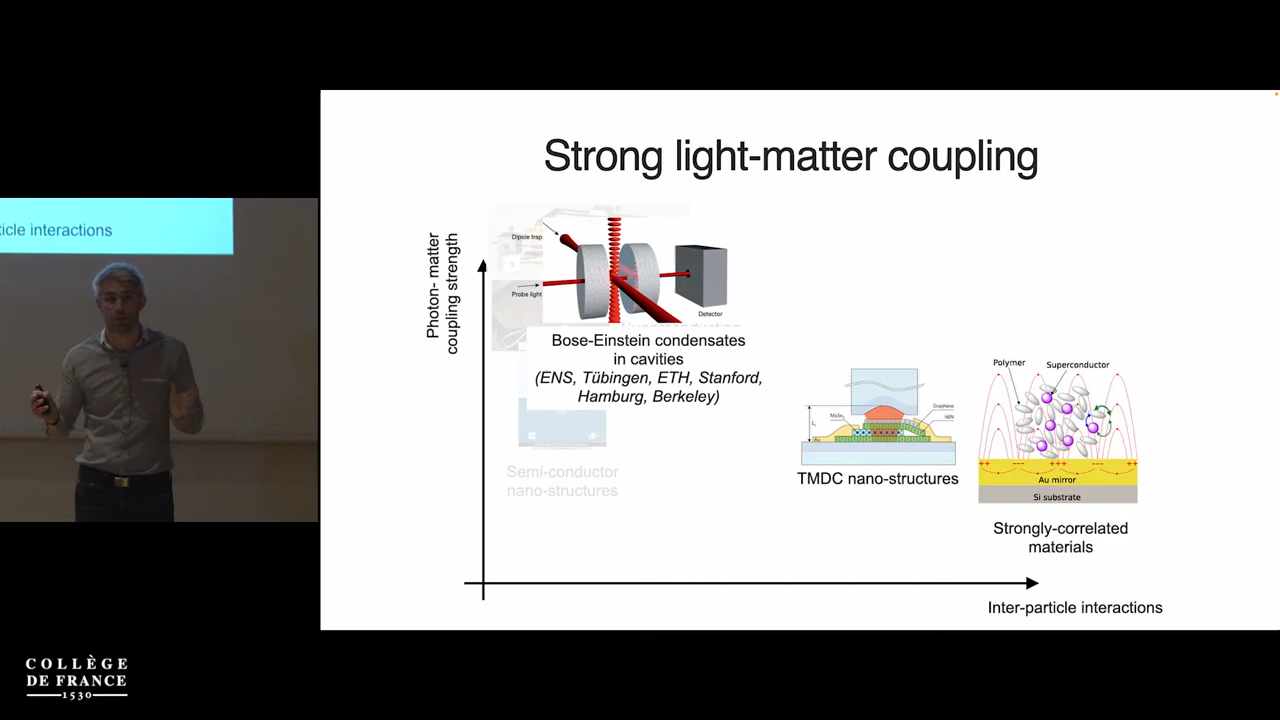 Strong light-matter coupling
ticle interactions
Photon- matter
coupling strength
Dipole trap
Probe light
Detector
Bose-Einstein condensates
in cavities
(ENS, Tübingen, ETH, Stanford,
Hamburg, Berkeley)
Semi-conductor
nano-structures
MoSe₂
Graphene
hBN
Au
TMDC nano-structures
Polymer
Superconductor
++ --- ++ --- ++
Au mirror
Si substrate
Strongly-correlated
materials
Inter-particle interactions
COLLÈGE
DE FRANCE
1530